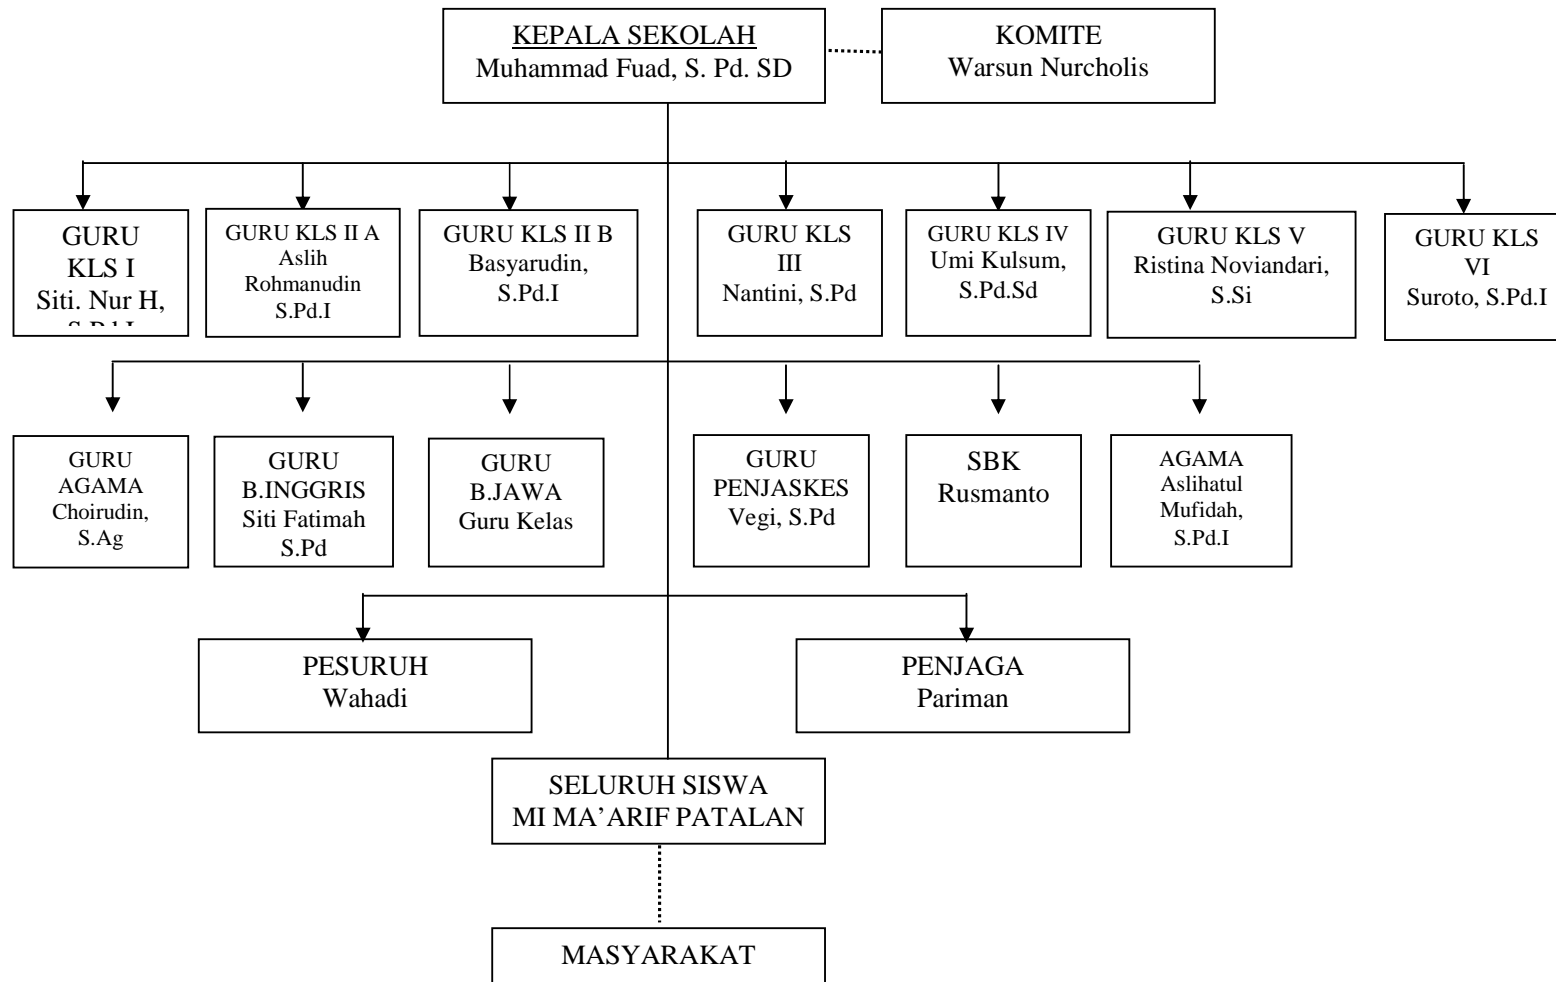 KEPALA SEKOLAH
Muhammad Fuad, S. Pd. SD
KOMITE
Warsun Nurcholis
GURU
KLS I
Siti. Nur H,
GURU KLS II A
Aslih
Rohmanudin
S.Pd.I
GURU KLS II B
Basyarudin,
S.Pd.I
GURU KLS
III
Nantini, S.Pd
GURU KLS IV
Umi Kulsum,
S.Pd.Sd
GURU KLS V
Ristina Noviandari,
S.Si
GURU KLS
VI
Suroto, S.Pd.I
GURU
AGAMA
Choirudin,
S.Ag
GURU
B.INGGRIS
Siti Fatimah
S.Pd
GURU
B.JAWA
Guru Kelas
GURU
PENJASKES
Vegi, S.Pd
SBK
Rusmanto
AGAMA
Aslihatul
Mufidah,
S.Pd.I
PESURUH
Wahadi
PENJAGA
Pariman
SELURUH SISWA
MI MA’ARIF PATALAN
MASYARAKAT